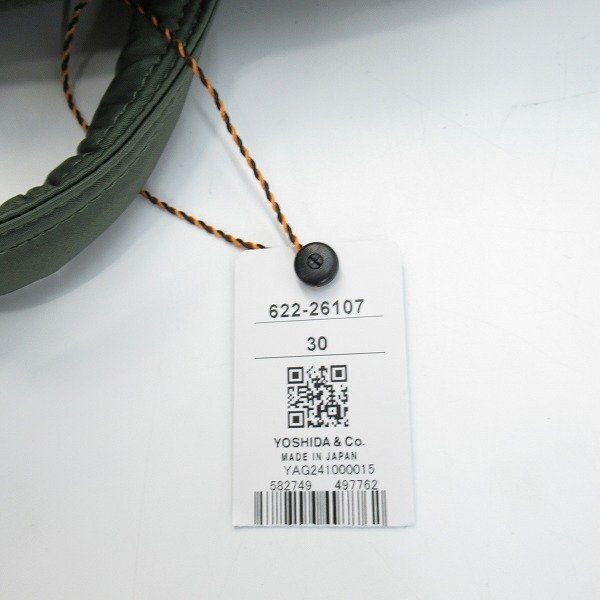 622-26107
30
YOSHIDA & Co.
MADE IN JAPAN
YAG241000015
582749 497762